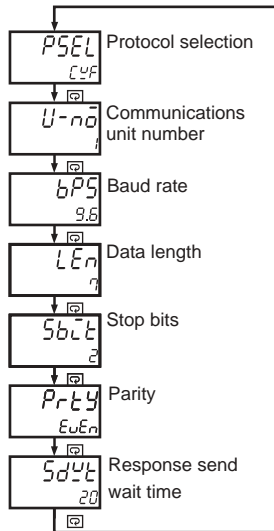 PSEL
Protocol selection
CWF
U-no
Communications
unit number
1
bPS
Baud rate
9.6
LEn
Data length
7
Sbit
Stop bits
2
PrtY
Parity
EvEn
SdWt
Response send
wait time
20